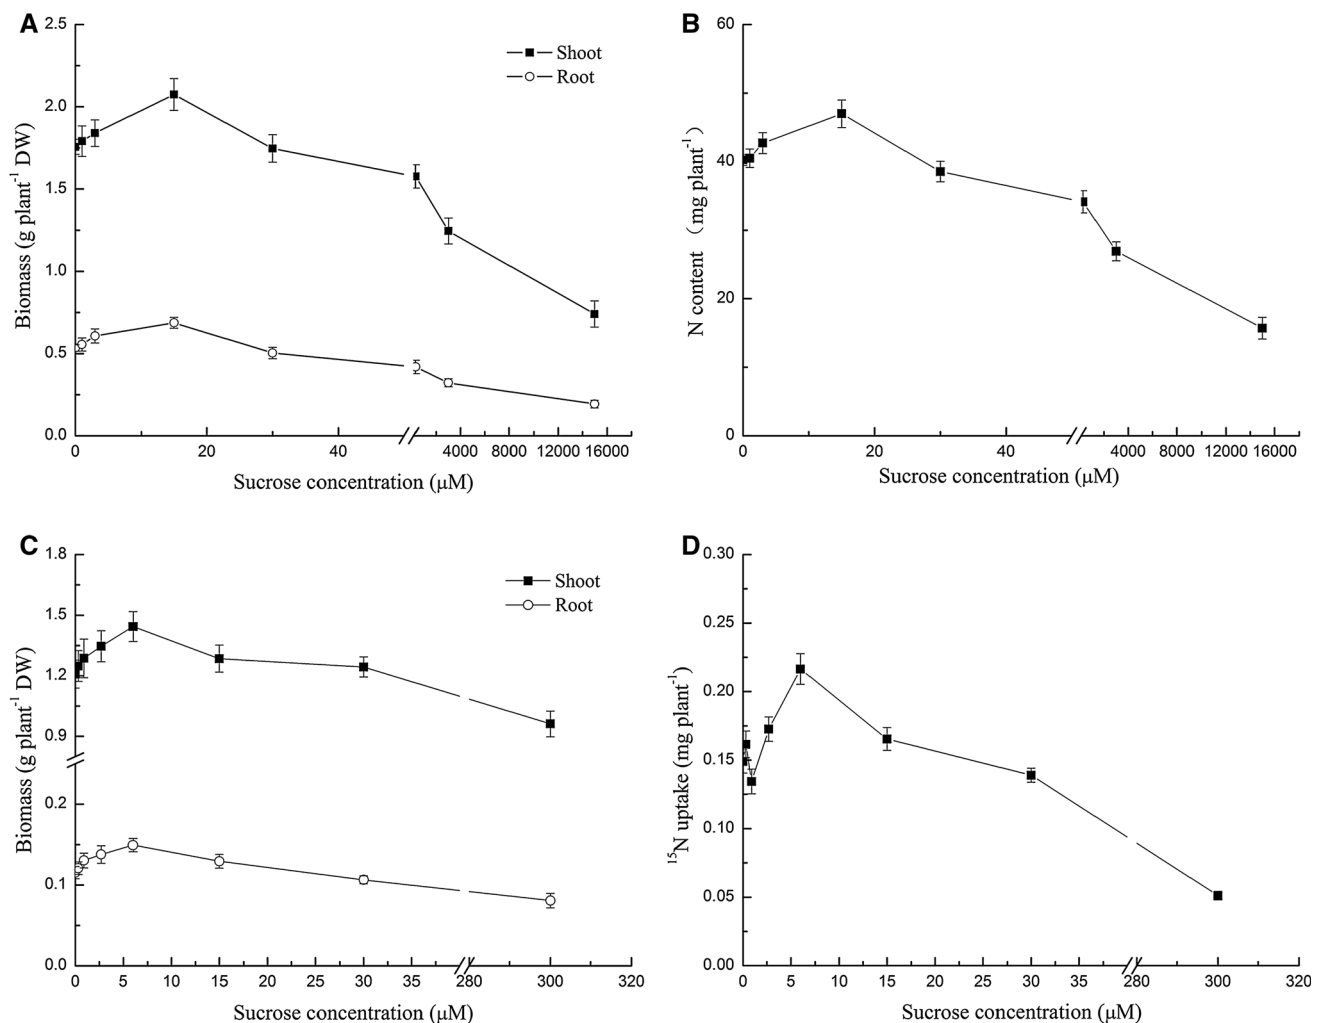 A
2.5
2.0
1.5
1.0
0.5
0.0
Biomass (g plant⁻¹ DW)
Shoot
Root
0 20 40 4000 8000 12000 16000
Sucrose concentration (μM)
B
60
40
20
0
N content （mg plant⁻¹）
0 20 40 4000 8000 12000 16000
Sucrose concentration (μM)
C
1.8
1.5
1.2
0.9
0.2
0.1
0.0
Biomass (g plant⁻¹ DW)
Shoot
Root
0 5 10 15 20 25 30 35 280 300 320
Sucrose concentration (μM)
D
0.30
0.25
0.20
0.15
0.10
0.05
0.00
¹⁵N uptake (mg plant⁻¹)
0 5 10 15 20 25 30 35 280 300 320
Sucrose concentration (μM)